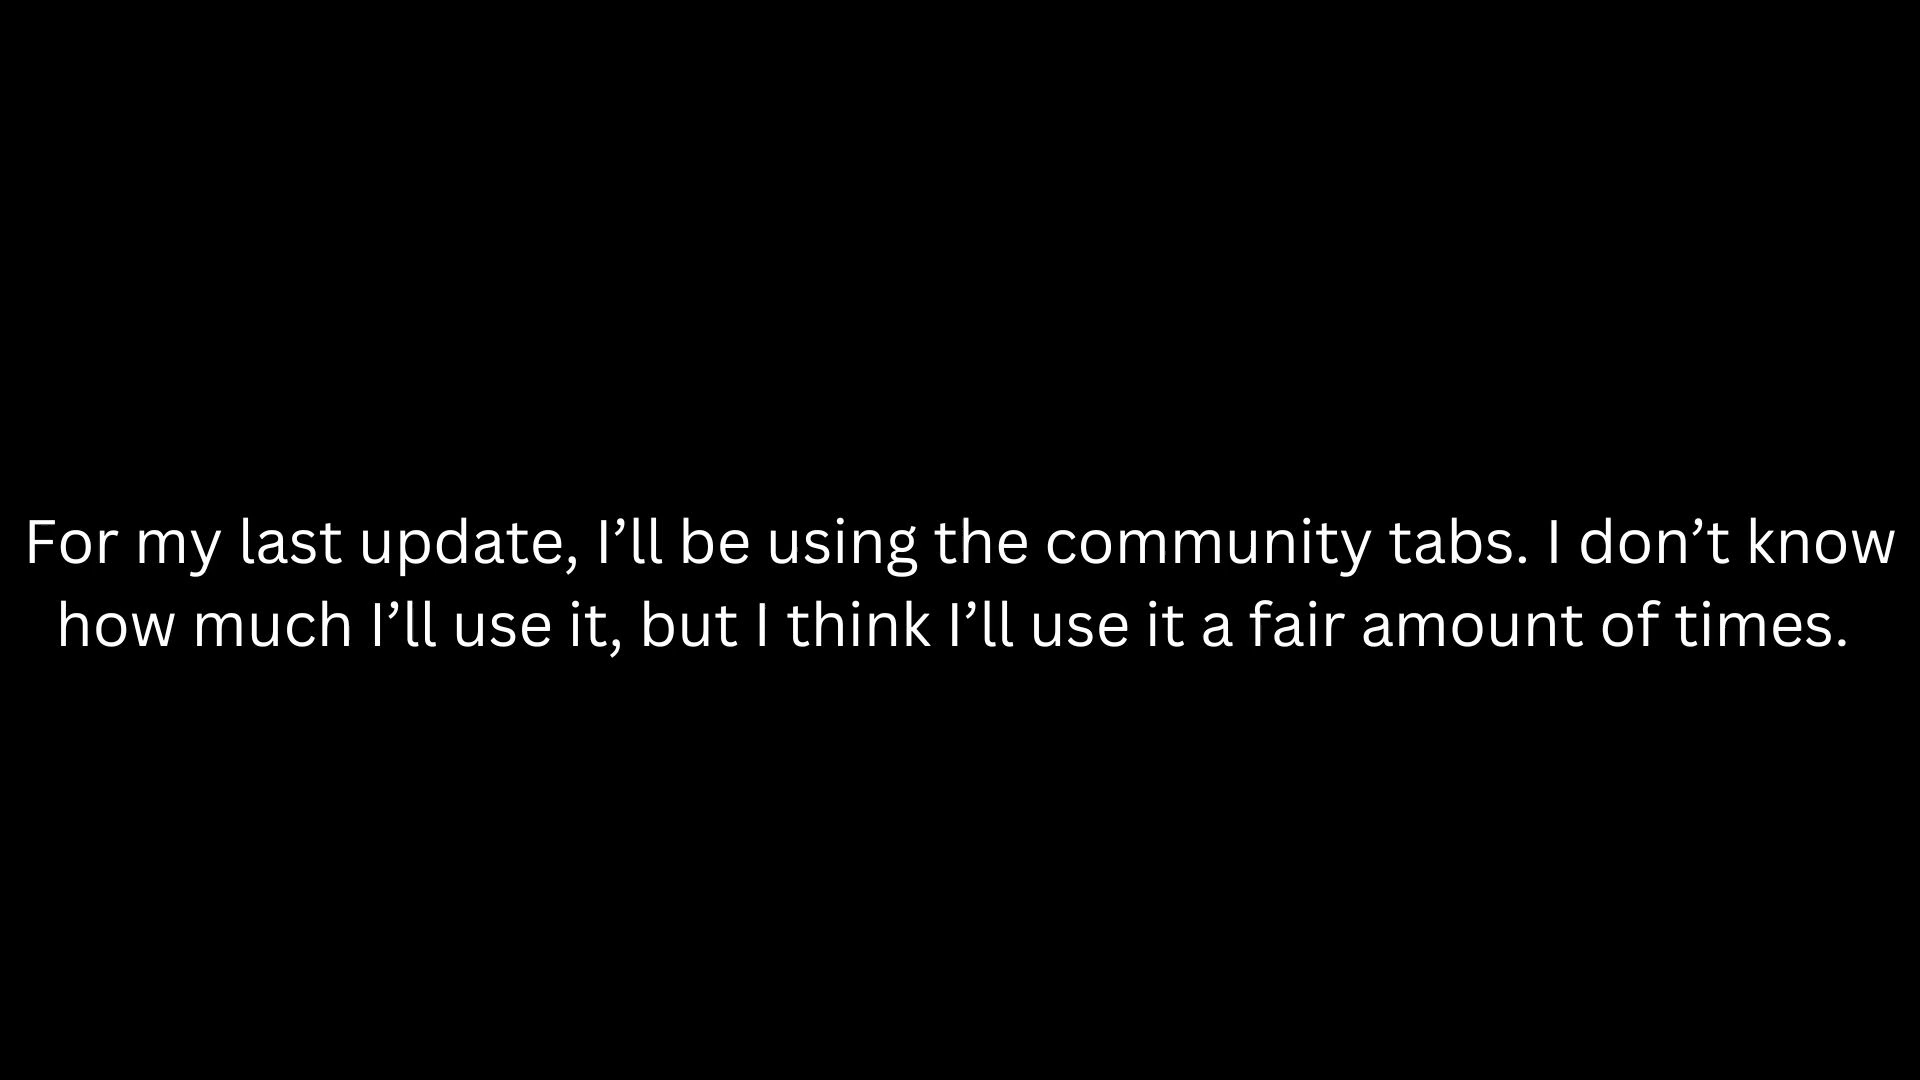 For my last update, I’ll be using the community tabs. I don’t know
how much I’ll use it, but I think I’ll use it a fair amount of times.